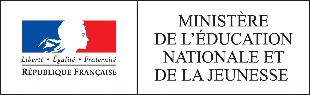 Liberté • Égalité • Fraternité
RÉPUBLIQUE FRANÇAISE
MINISTÈRE
DE L'ÉDUCATION
NATIONALE ET
DE LA JEUNESSE